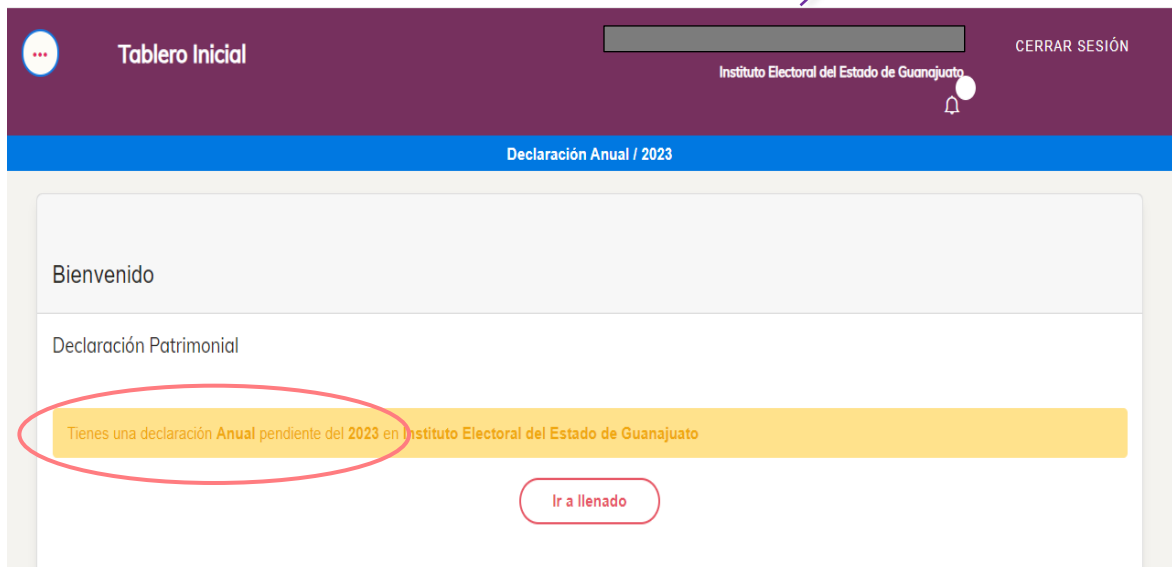 Tablero Inicial
CERRAR SESIÓN
Instituto Electoral del Estado de Guanajuato
Declaración Anual / 2023
Bienvenido
Declaración Patrimonial
Tienes una declaración Anual pendiente del 2023 en Instituto Electoral del Estado de Guanajuato
Ir a llenado